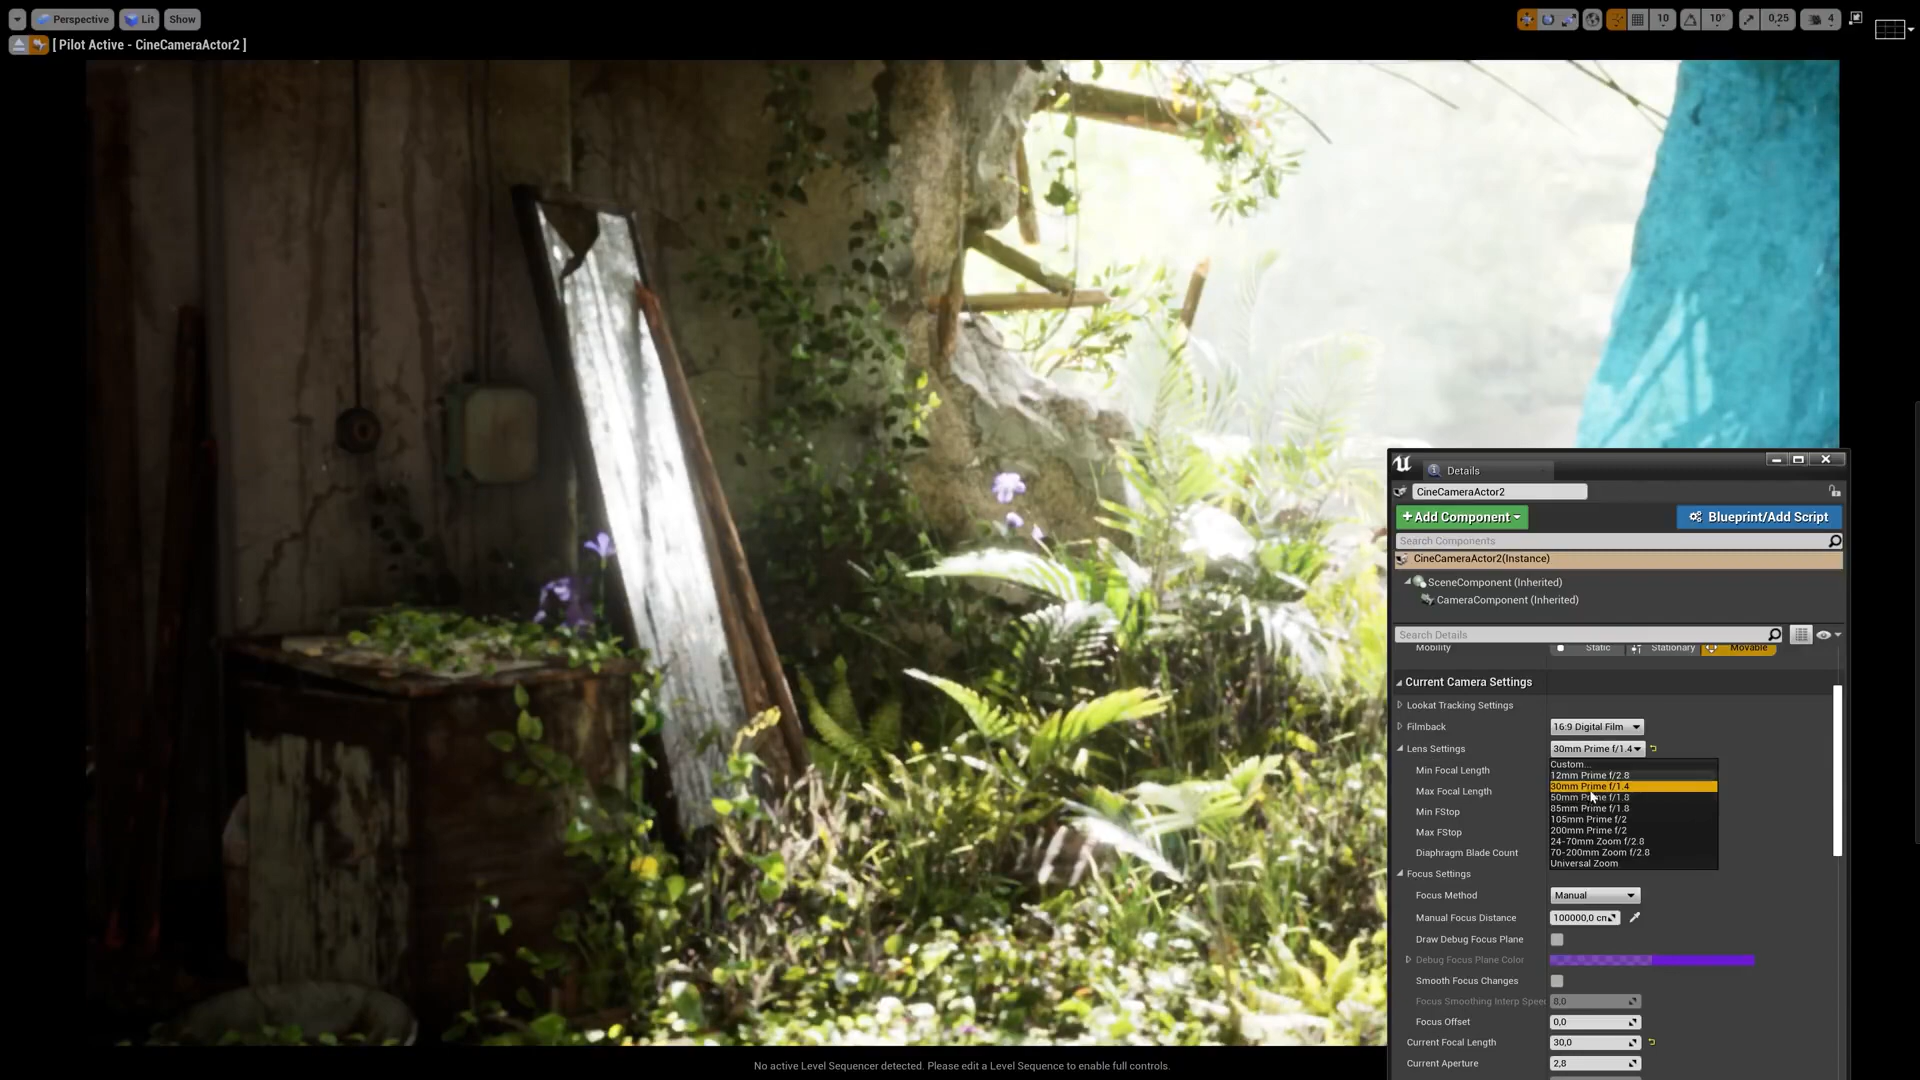 Perspective
Lit
Show
10
10°
0,25
4
[ Pilot Active - CineCameraActor2 ]
Details
CineCameraActor2
+ Add Component
Blueprint/Add Script
Search Components
CineCameraActor2(Instance)
SceneComponent (Inherited)
CameraComponent (Inherited)
Search Details
Mobility
Static
Stationary
Movable
Current Camera Settings
Lookat Tracking Settings
Filmback
16:9 Digital Film
Lens Settings
30mm Prime f/1.4
Custom...
12mm Prime f/2.8
30mm Prime f/1.4
50mm Prime f/1.8
85mm Prime f/1.8
105mm Prime f/2
200mm Prime f/2
24-70mm Zoom f/2.8
70-200mm Zoom f/2.8
Universal Zoom
Min Focal Length
Max Focal Length
Min FStop
Max FStop
Diaphragm Blade Count
Focus Settings
Focus Method
Manual
Manual Focus Distance
100000,0 cm
Draw Debug Focus Plane
Debug Focus Plane Color
Smooth Focus Changes
Focus Smoothing Interp Speed
8,0
Focus Offset
0,0
Current Focal Length
30,0
Current Aperture
2,8
No active Level Sequencer detected. Please edit a Level Sequence to enable full controls.